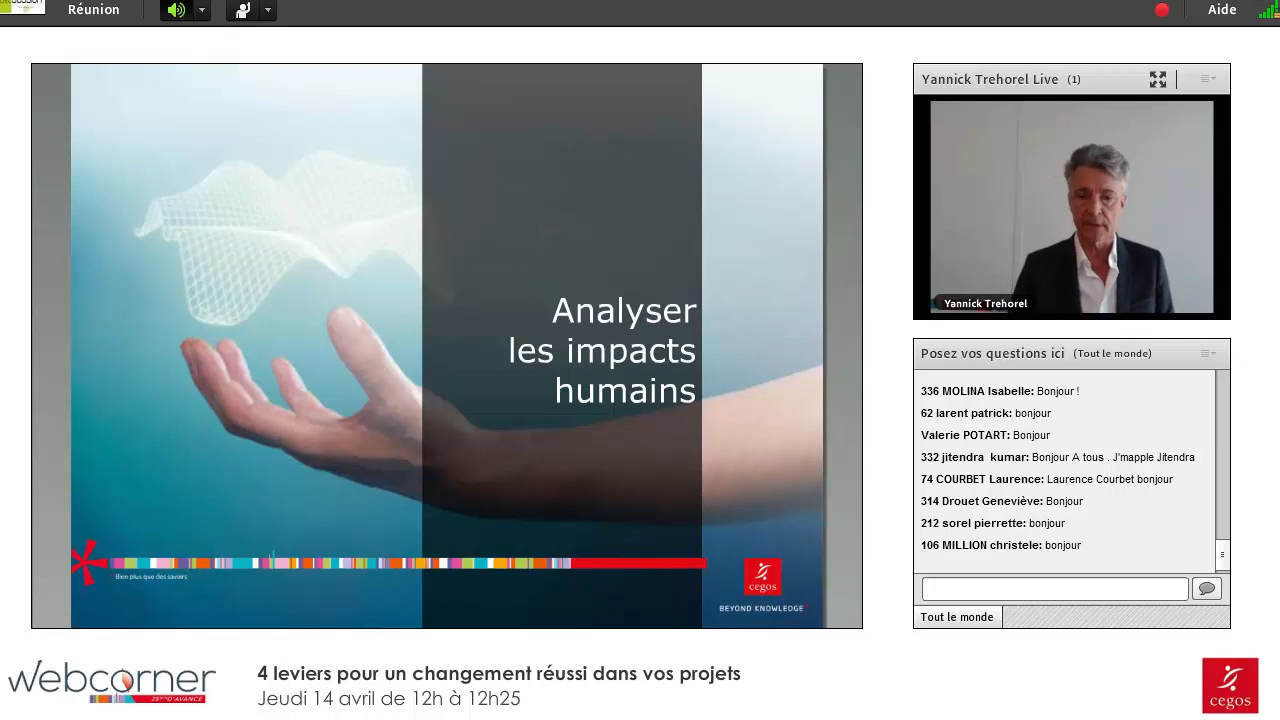 Réunion
Aide
Analyser
les impacts
humains
Bien plus que des savoirs
cegos
BEYOND KNOWLEDGE
Yannick Trehorel Live (1)
Yannick Trehorel
Posez vos questions ici (Tout le monde)
336 MOLINA Isabelle: Bonjour !
62 larent patrick: bonjour
Valerie POTART: Bonjour
332 jitendra kumar: Bonjour A tous . J'mapple Jitendra
74 COURBET Laurence: Laurence Courbet bonjour
314 Drouet Geneviève: Bonjour
212 sorel pierrette: bonjour
106 MILLION christele: bonjour
Tout le monde
webcorner
4 leviers pour un changement réussi dans vos projets
Jeudi 14 avril de 12h à 12h25
cegos